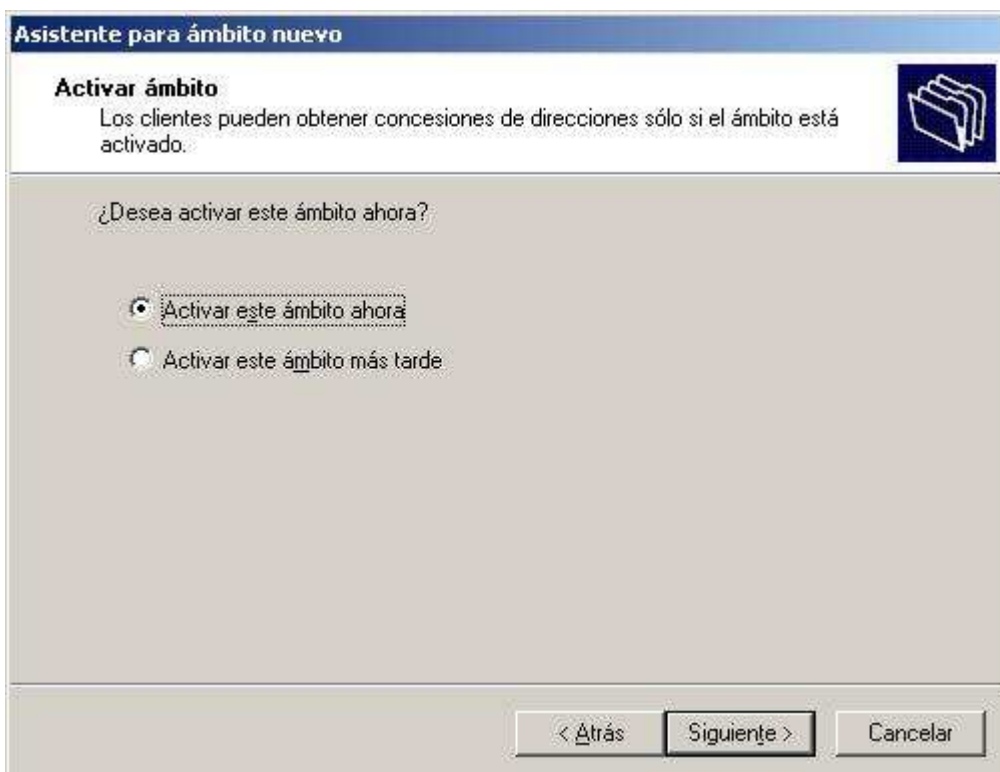 Asistente para ámbito nuevo
Activar ámbito
Los clientes pueden obtener concesiones de direcciones sólo si el ámbito está
activado.
¿Desea activar este ámbito ahora?
Activar este ámbito ahora
Activar este ámbito más tarde
< Atrás Siguiente > Cancelar